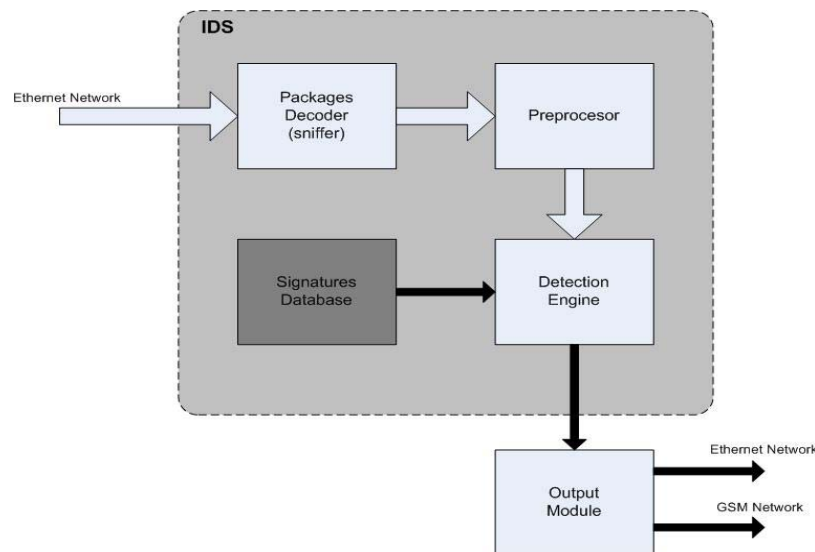 IDS
Ethernet Network
Packages
Decoder
(sniffer)
Preprocesor
Signatures
Database
Detection
Engine
Output
Module
Ethernet Network
GSM Network